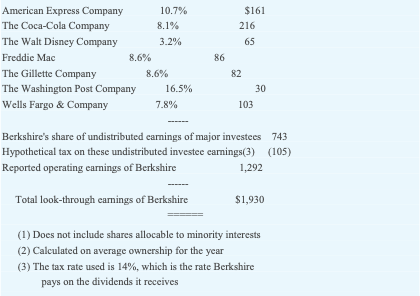 American Express Company 10.7% $161
The Coca-Cola Company 8.1% 216
The Walt Disney Company 3.2% 65
Freddie Mac 8.6% 86
The Gillette Company 8.6% 82
The Washington Post Company 16.5% 30
Wells Fargo & Company 7.8% 103
------
Berkshire's share of undistributed earnings of major investees 743
Hypothetical tax on these undistributed investee earnings(3) (105)
Reported operating earnings of Berkshire 1,292
------
Total look-through earnings of Berkshire $1,930
======
(1) Does not include shares allocable to minority interests
(2) Calculated on average ownership for the year
(3) The tax rate used is 14%, which is the rate Berkshire
pays on the dividends it receives